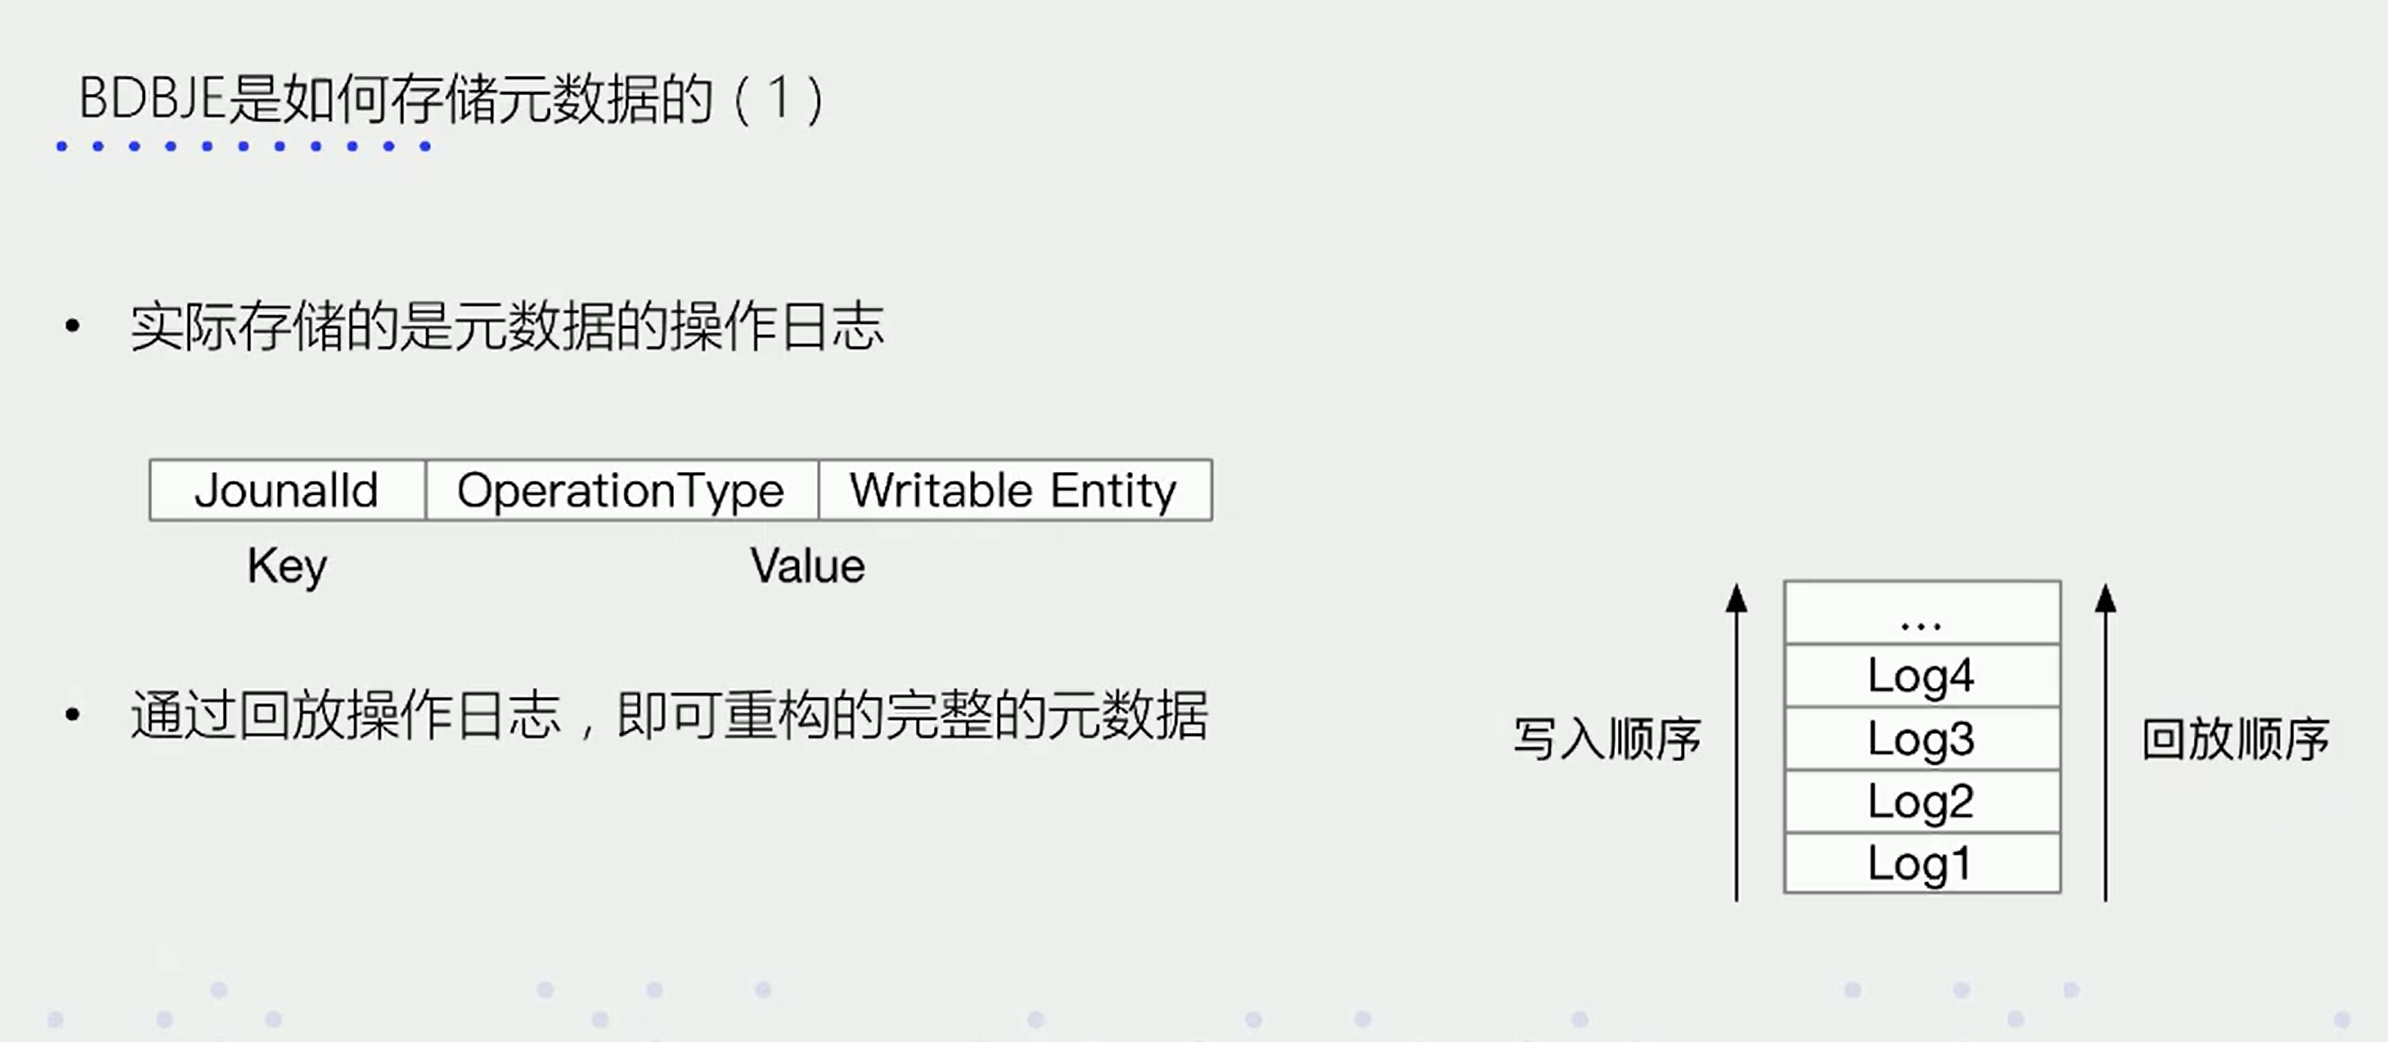 BDBJE是如何存储元数据的（1）
• 实际存储的是元数据的操作日志
JounalId OperationType Writable Entity
Key Value
• 通过回放操作日志，即可重构的完整的元数据
...
Log4
写入顺序 Log3 回放顺序
Log2
Log1